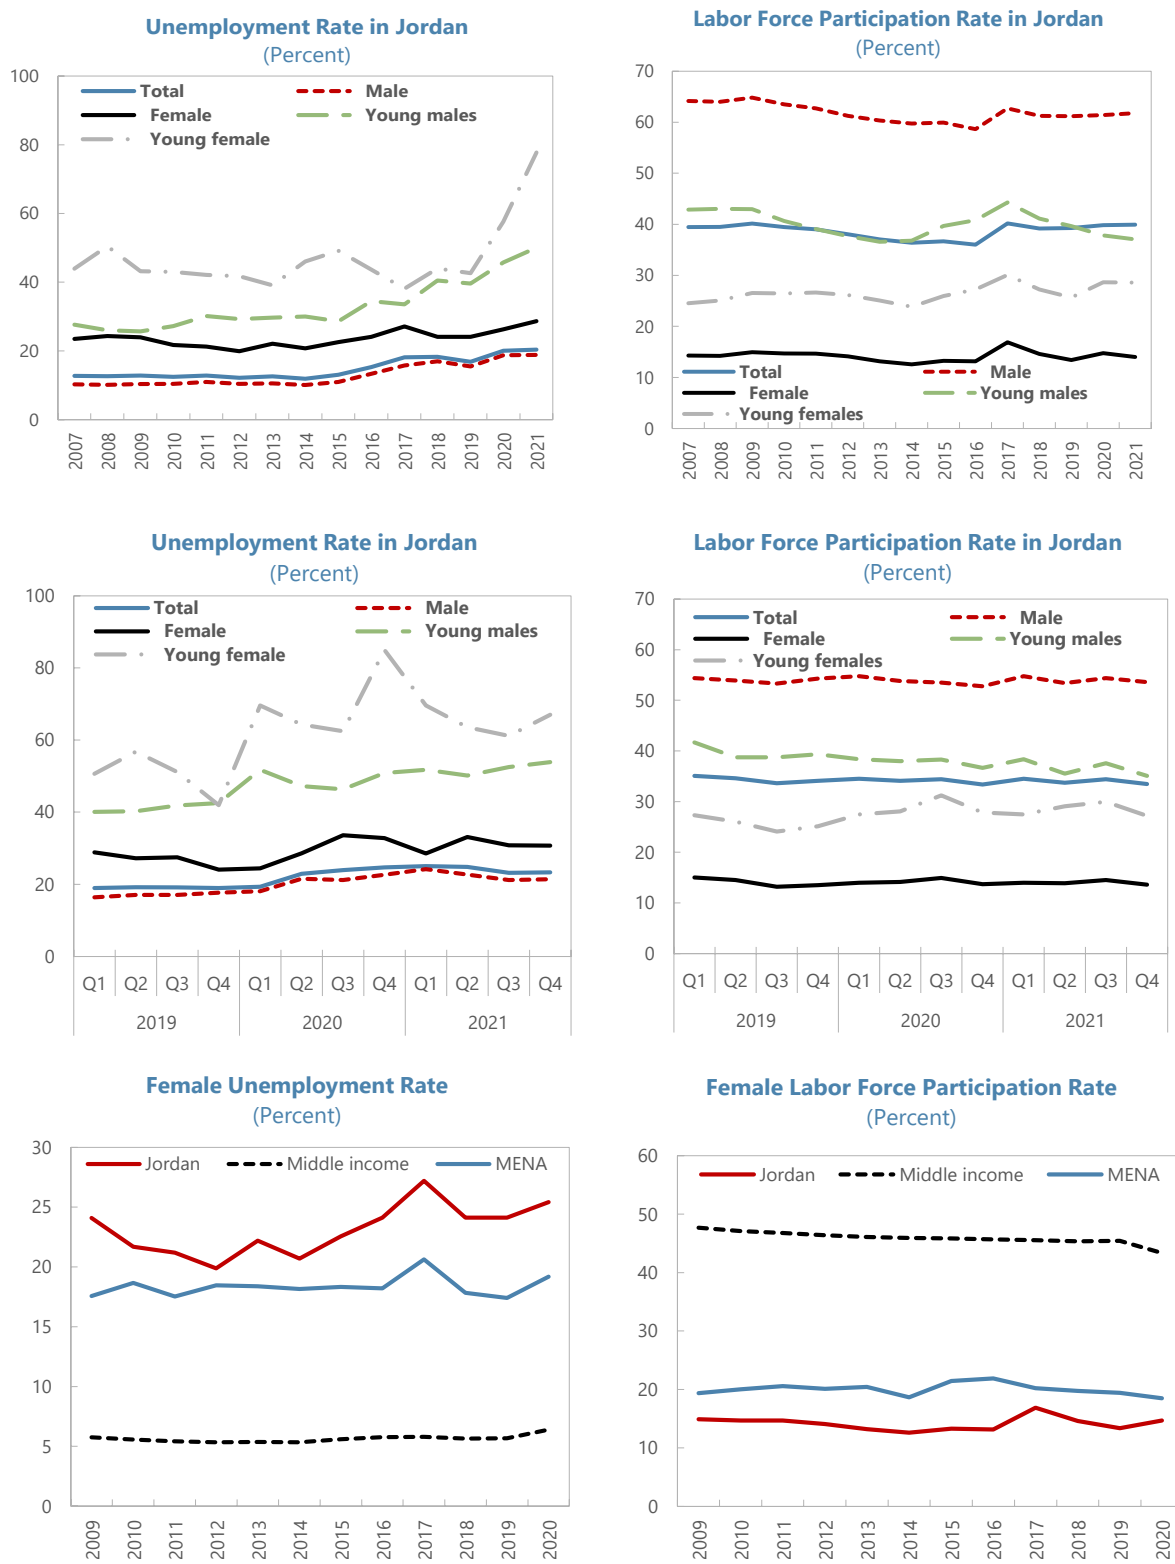 Unemployment Rate in Jordan
(Percent)
100
80
60
40
20
0
Total
Male
Female
Young males
Young female
2007
2008
2009
2010
2011
2012
2013
2014
2015
2016
2017
2018
2019
2020
2021
Labor Force Participation Rate in Jordan
(Percent)
70
60
50
40
30
20
10
0
Total
Male
Female
Young males
Young females
2007
2008
2009
2010
2011
2012
2013
2014
2015
2016
2017
2018
2019
2020
2021
Unemployment Rate in Jordan
(Percent)
100
80
60
40
20
0
Total
Male
Female
Young males
Young female
Q1 Q2 Q3 Q4 Q1 Q2 Q3 Q4 Q1 Q2 Q3 Q4
2019 2020 2021
Labor Force Participation Rate in Jordan
(Percent)
70
60
50
40
30
20
10
0
Total
Male
Female
Young males
Young females
Q1 Q2 Q3 Q4 Q1 Q2 Q3 Q4 Q1 Q2 Q3 Q4
2019 2020 2021
Female Unemployment Rate
(Percent)
30
25
20
15
10
5
0
Jordan Middle income MENA
2009
2010
2011
2012
2013
2014
2015
2016
2017
2018
2019
2020
Female Labor Force Participation Rate
(Percent)
60
50
40
30
20
10
0
Jordan Middle income MENA
2009
2010
2011
2012
2013
2014
2015
2016
2017
2018
2019
2020